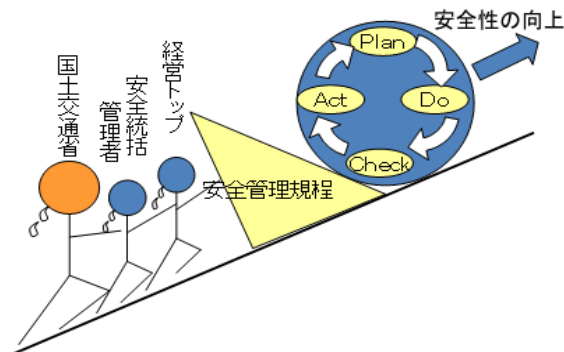 安全性の向上
国土交通省
安全統括
管理者
経営トップ
安全管理規程
Plan
Do
Check
Act